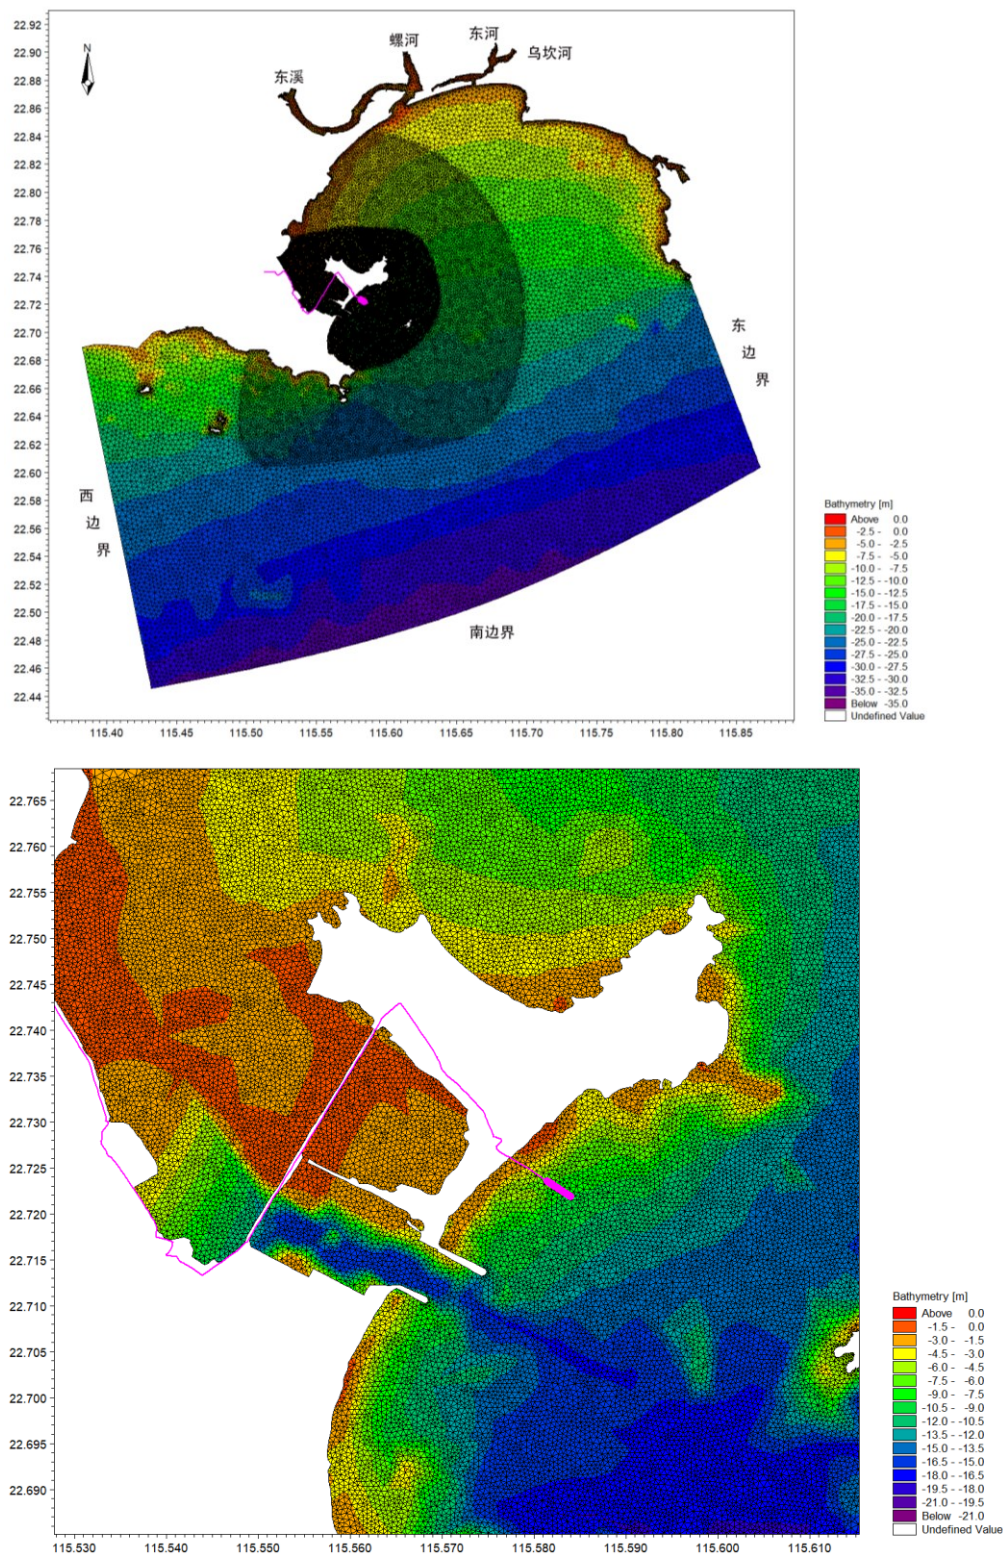 22.92
22.90
22.88
22.86
22.84
22.82
22.80
22.78
22.76
22.74
22.72
22.70
22.68
22.66
22.64
22.62
22.60
22.58
22.56
22.54
22.52
22.50
22.48
22.46
22.44
N
东溪
螺河
东河
乌坎河
东边界
西边界
南边界
115.40 115.45 115.50 115.55 115.60 115.65 115.70 115.75 115.80 115.85
Bathymetry [m]
Above 0.0
-2.5 - 0.0
-5.0 - -2.5
-7.5 - -5.0
-10.0 - -7.5
-12.5 - -10.0
-15.0 - -12.5
-17.5 - -15.0
-20.0 - -17.5
-22.5 - -20.0
-25.0 - -22.5
-27.5 - -25.0
-30.0 - -27.5
-32.5 - -30.0
-35.0 - -32.5
Below -35.0
Undefined Value
22.765
22.760
22.755
22.750
22.745
22.740
22.735
22.730
22.725
22.720
22.715
22.710
22.705
22.700
22.695
22.690
115.530 115.540 115.550 115.560 115.570 115.580 115.590 115.600 115.610
Bathymetry [m]
Above 0.0
-1.5 - 0.0
-3.0 - -1.5
-4.5 - -3.0
-6.0 - -4.5
-7.5 - -6.0
-9.0 - -7.5
-10.5 - -9.0
-12.0 - -10.5
-13.5 - -12.0
-15.0 - -13.5
-16.5 - -15.0
-18.0 - -16.5
-19.5 - -18.0
-21.0 - -19.5
Below -21.0
Undefined Value